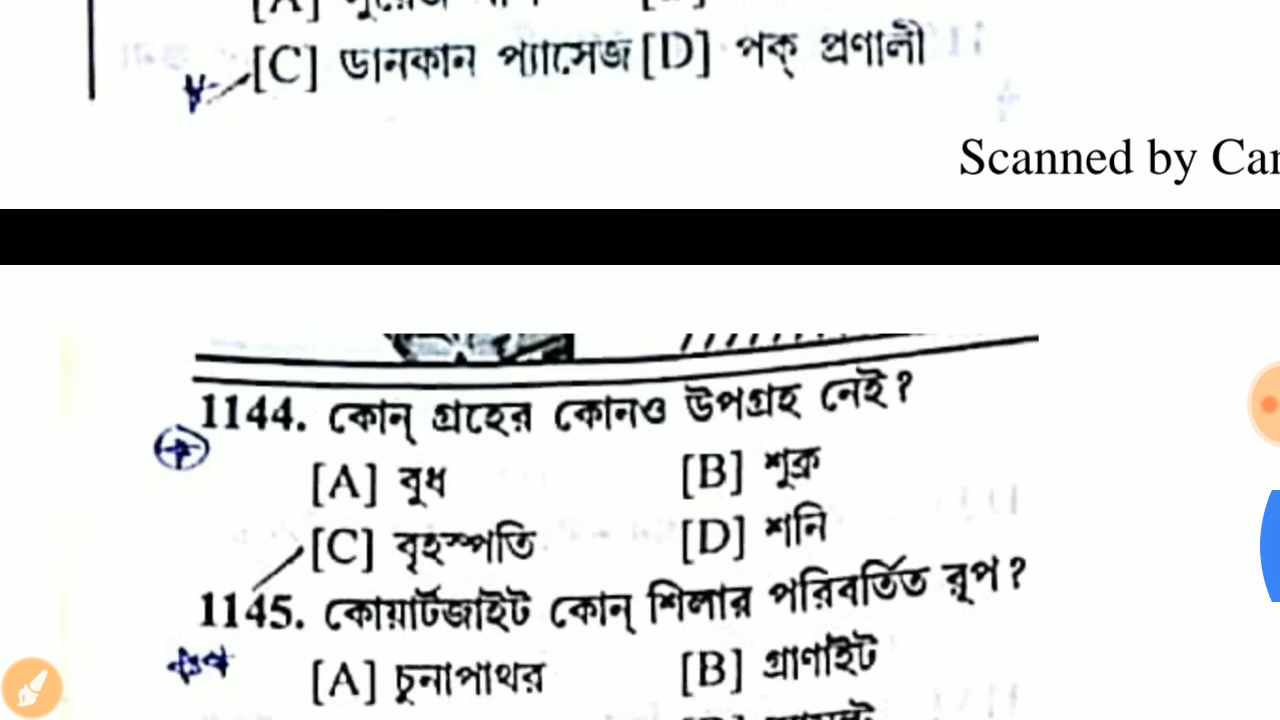 [C] ডানকান প্যাসেজ [D] পক্ প্রণালী
Scanned by Car
1144. কোন্ গ্রহের কোনও উপগ্রহ নেই?
[A] বুধ [B] শুক্র
[C] বৃহস্পতি [D] শনি
1145. কোয়ার্টজাইট কোন্ শিলার পরিবর্তিত রূপ?
[A] চুনাপাথর [B] গ্রাণাইট